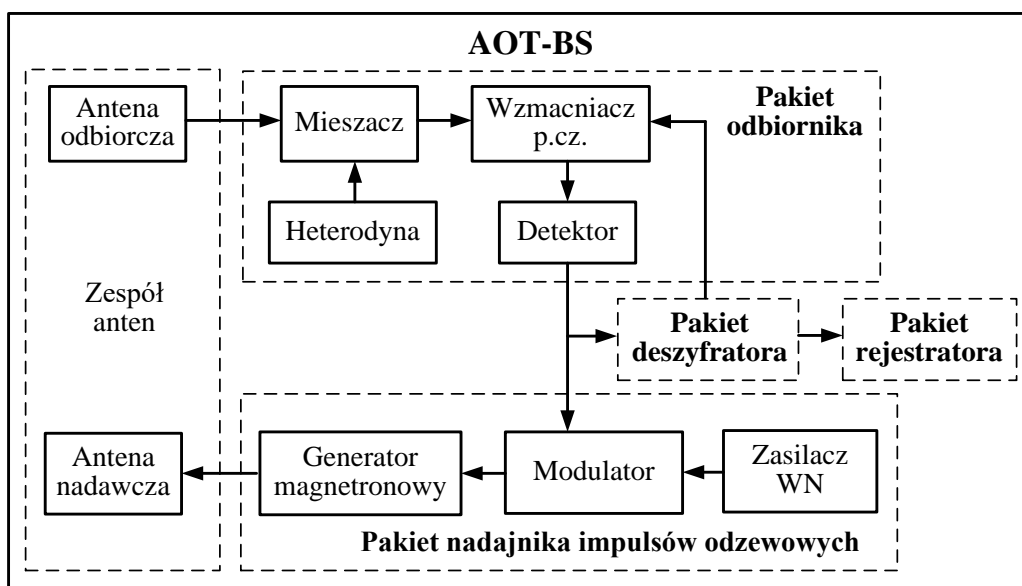 AOT-BS
Antena
odbiorcza
Mieszacz
Wzmacniacz
p.cz.
Pakiet
odbiornika
Heterodyna
Detektor
Zespół
anten
Pakiet
deszyfratora
Pakiet
rejestratora
Antena
nadawcza
Generator
magnetronowy
Modulator
Zasilacz
WN
Pakiet nadajnika impulsów odzewowych